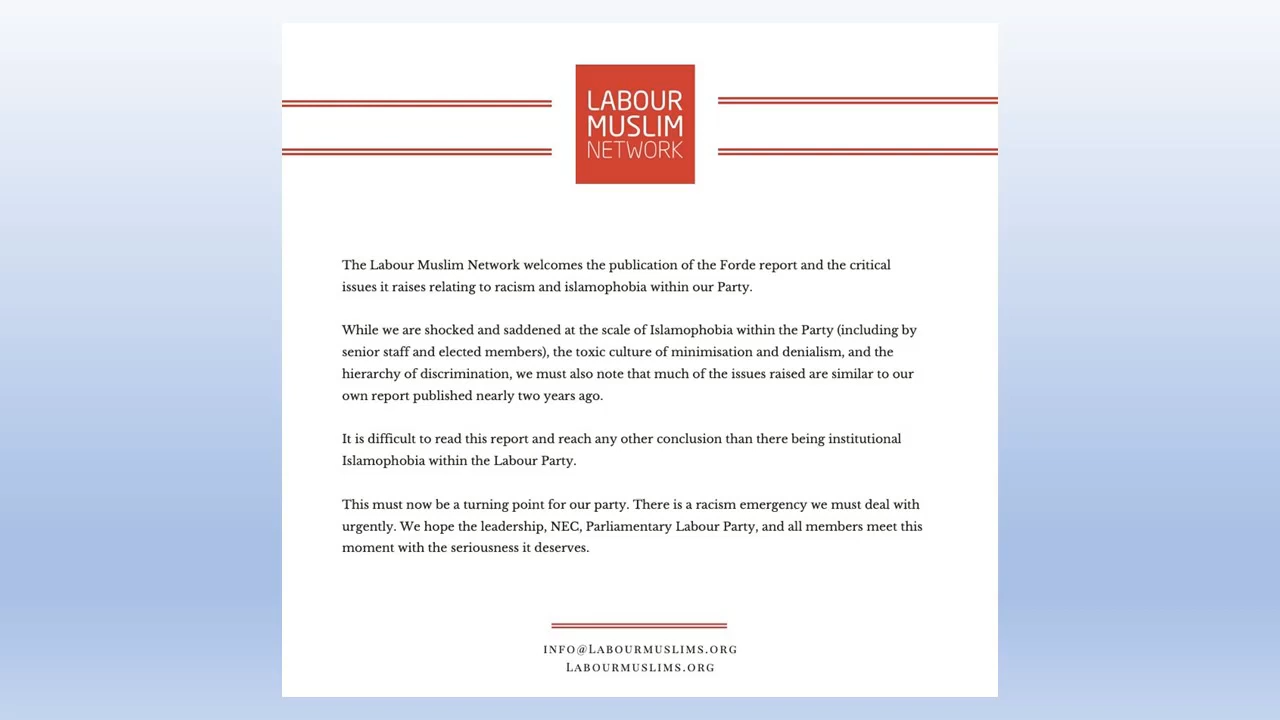 LABOUR
MUSLIM
NETWORK
The Labour Muslim Network welcomes the publication of the Forde report and the critical
issues it raises relating to racism and islamophobia within our Party.
While we are shocked and saddened at the scale of Islamophobia within the Party (including by
senior staff and elected members), the toxic culture of minimisation and denialism, and the
hierarchy of discrimination, we must also note that much of the issues raised are similar to our
own report published nearly two years ago.
It is difficult to read this report and reach any other conclusion than there being institutional
Islamophobia within the Labour Party.
This must now be a turning point for our party. There is a racism emergency we must deal with
urgently. We hope the leadership, NEC, Parliamentary Labour Party, and all members meet this
moment with the seriousness it deserves.
INFO@LABOURMUSLIMS.ORG
LABOURMUSLIMS.ORG